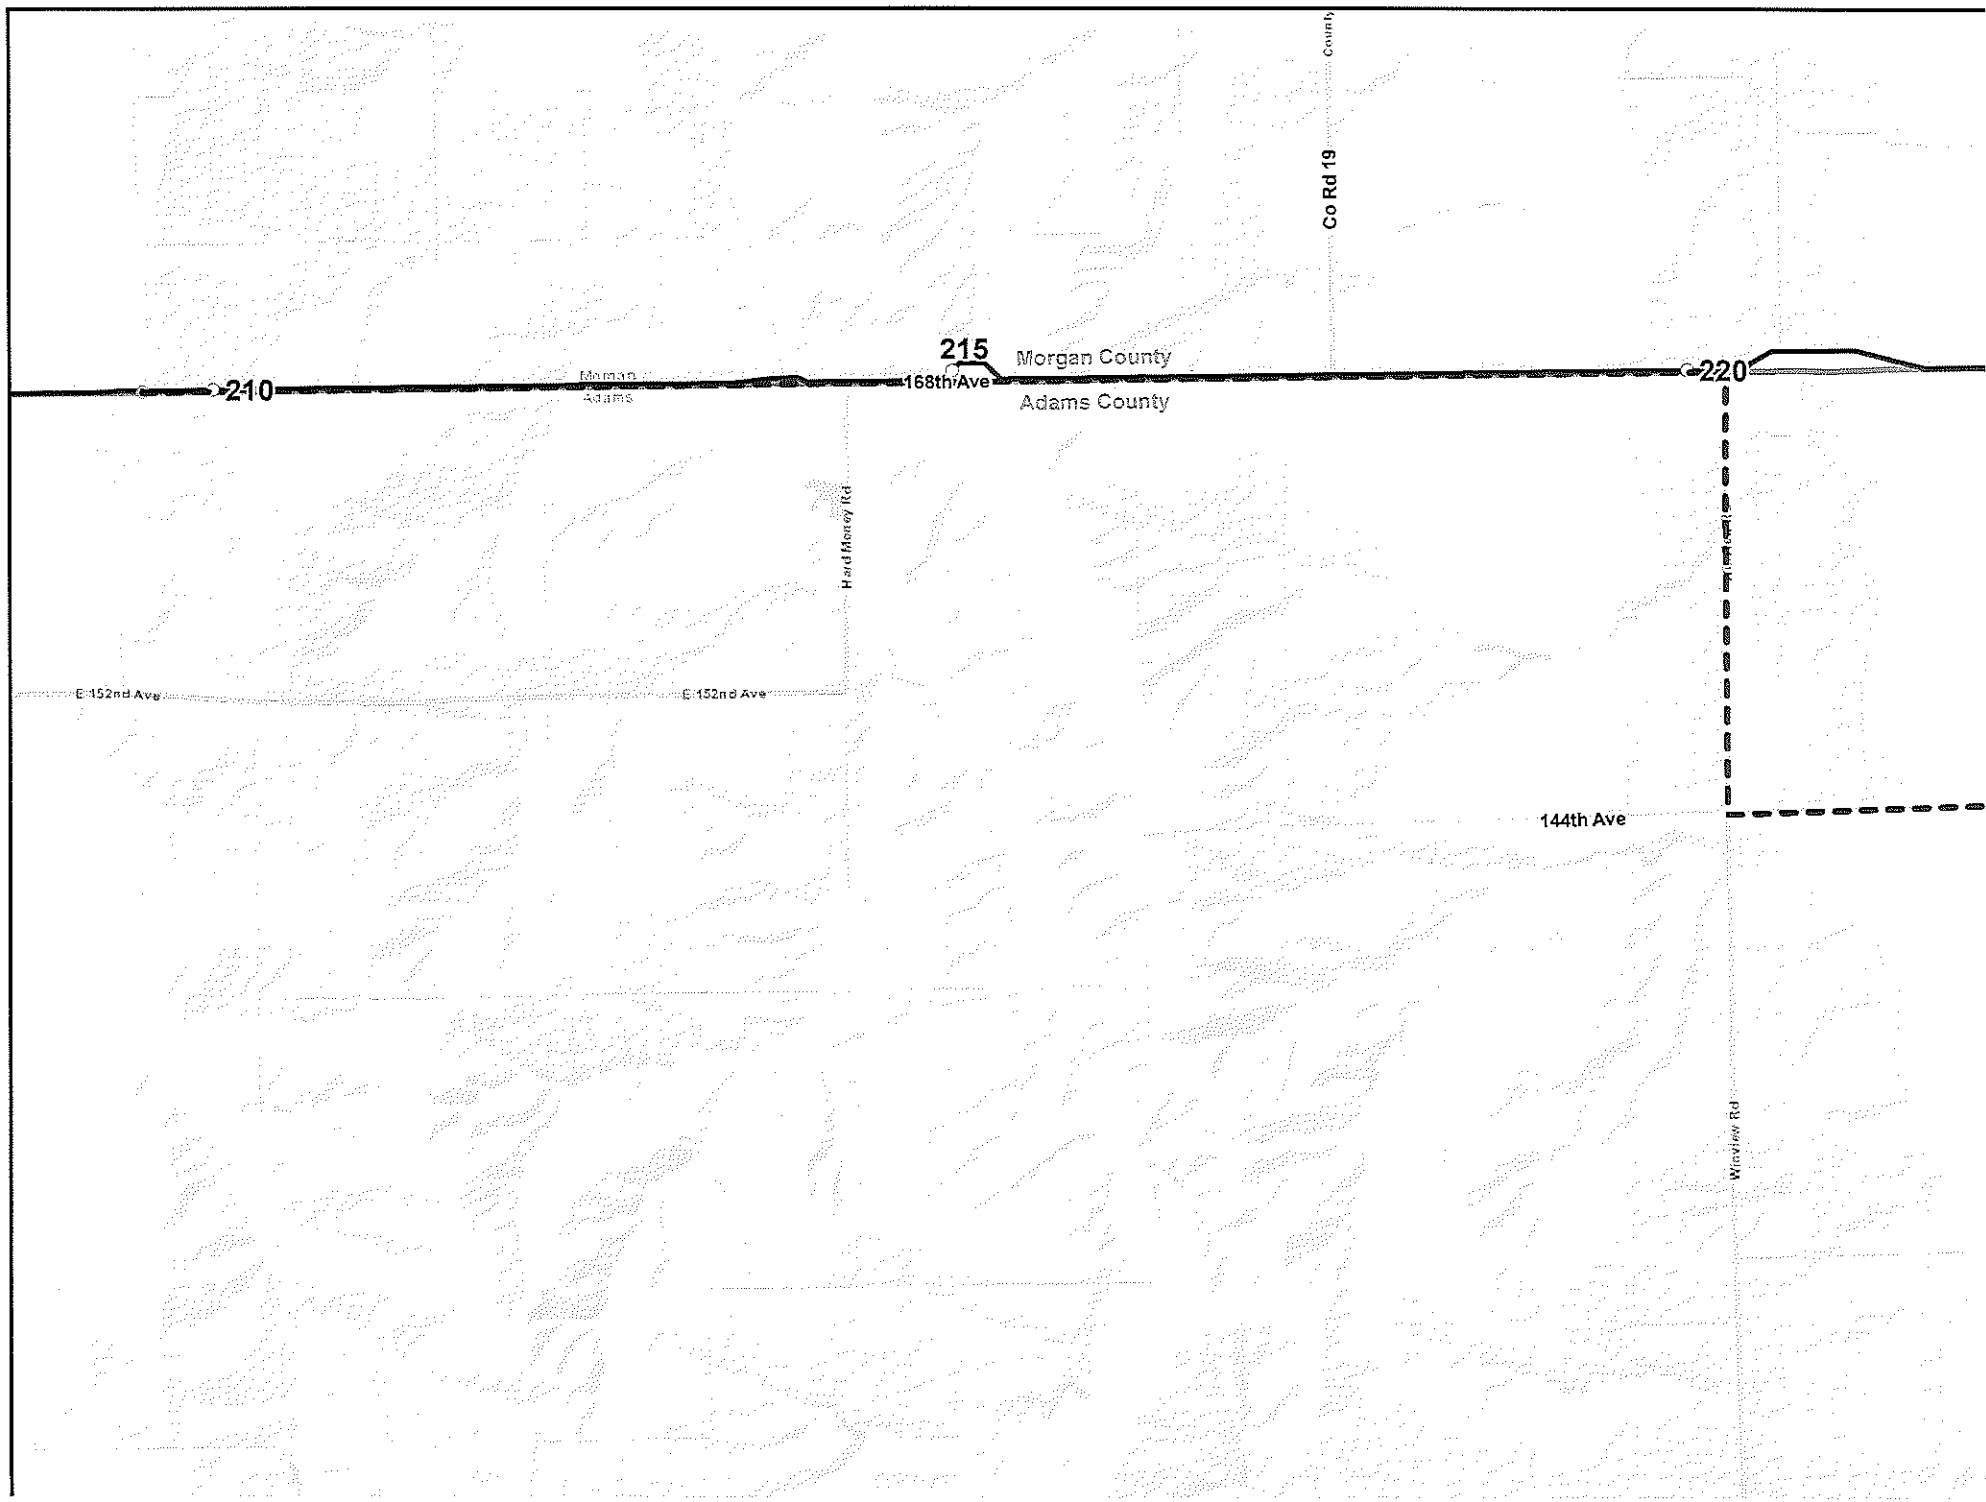 County
Co Rd 19
215
Morgan County
168th Ave
Adams County
210
Adams
220
Hard Money Rd
E 152nd Ave
E 152nd Ave
144th Ave
Winview Rd